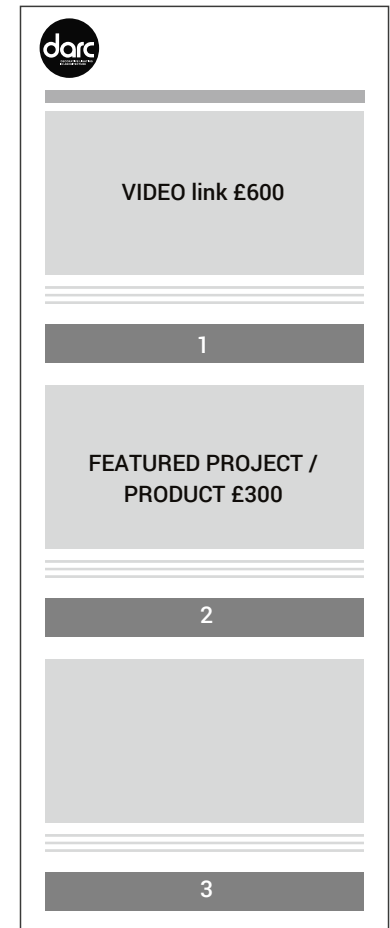 darc
VIDEO link £600
1
FEATURED PROJECT /
PRODUCT £300
2
3